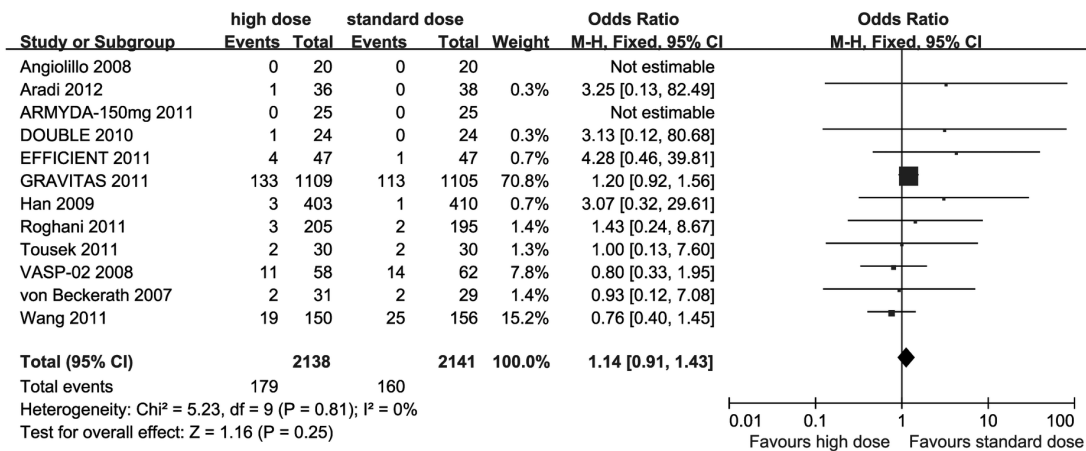 high dose standard dose Odds Ratio Odds Ratio
Study or Subgroup Events Total Events Total Weight M-H, Fixed, 95% CI M-H, Fixed, 95% CI
Angiolillo 2008 0 20 0 20 Not estimable
Aradi 2012 1 36 0 38 0.3% 3.25 [0.13, 82.49]
ARMYDA-150mg 2011 0 25 0 25 Not estimable
DOUBLE 2010 1 24 0 24 0.3% 3.13 [0.12, 80.68]
EFFICIENT 2011 4 47 1 47 0.7% 4.28 [0.46, 39.81]
GRAVITAS 2011 133 1109 113 1105 70.8% 1.20 [0.92, 1.56]
Han 2009 3 403 1 410 0.7% 3.07 [0.32, 29.61]
Roghani 2011 3 205 2 195 1.4% 1.43 [0.24, 8.67]
Tousek 2011 2 30 2 30 1.3% 1.00 [0.13, 7.60]
VASP-02 2008 11 58 14 62 7.8% 0.80 [0.33, 1.95]
von Beckerath 2007 2 31 2 29 1.4% 0.93 [0.12, 7.08]
Wang 2011 19 150 25 156 15.2% 0.76 [0.40, 1.45]
Total (95% CI) 2138 2141 100.0% 1.14 [0.91, 1.43]
Total events 179 160
Heterogeneity: Chi² = 5.23, df = 9 (P = 0.81); I² = 0%
Test for overall effect: Z = 1.16 (P = 0.25)
0.01 0.1 1 10 100
Favours high dose Favours standard dose